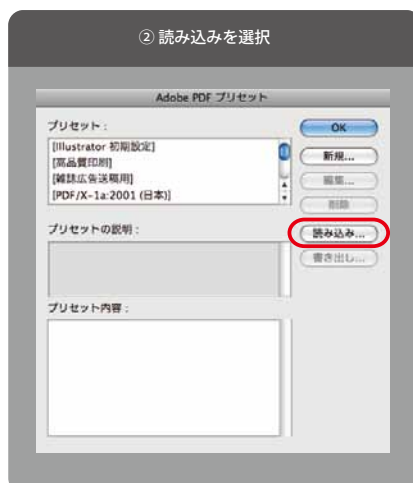 ② 読み込みを選択
Adobe PDF プリセット
プリセット：
OK
[Illustrator 初期設定]
[高品質印刷]
[雑誌広告送稿用]
[PDF/X-1a:2001 (日本)]
新規...
編集...
削除
プリセットの説明：
読み込み...
書き出し...
プリセット内容：